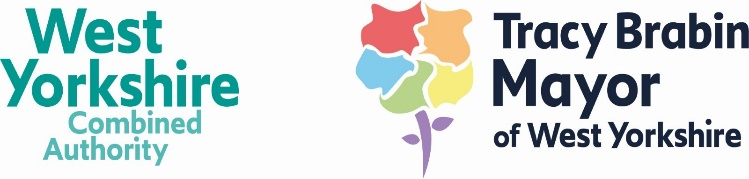 West
Yorkshire
Combined
Authority
Tracy Brabin
Mayor
of West Yorkshire